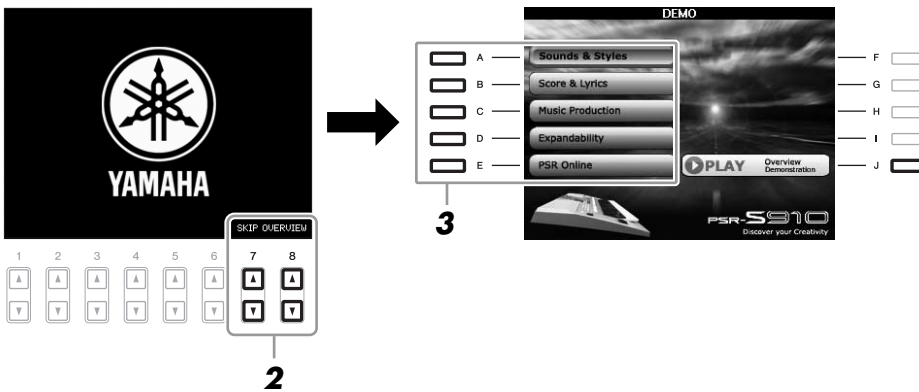 YAMAHA
SKIP OVERVIEW
1 2 3 4 5 6 7 8
2
DEMO
A Sounds & Styles F
B Score & Lyrics G
C Music Production H
D Expandability I
E PSR Online PLAY Overview Demonstration J
3
PSR-S910
Discover your Creativity